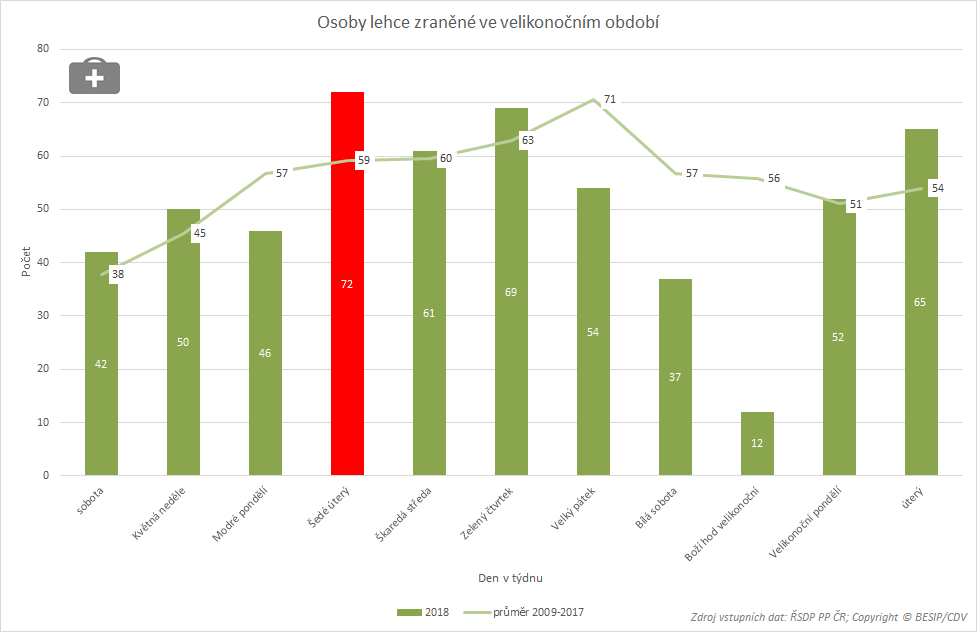 Osoby lehce zraněné ve velikonočním období
80
70
60
50
40
30
20
10
0
Počet
38
45
57
59
60
63
71
57
56
51
54
42
50
46
72
61
69
54
37
12
52
65
sobota
Květná neděle
Modré pondělí
Šedé úterý
Škaredá středa
Zelený čtvrtek
Velký pátek
Bílá sobota
Boží hod velikonoční
Velikonoční pondělí
úterý
Den v týdnu
2018
průměr 2009-2017
Zdroj vstupních dat: ŘSDP PP ČR; Copyright © BESIP/CDV